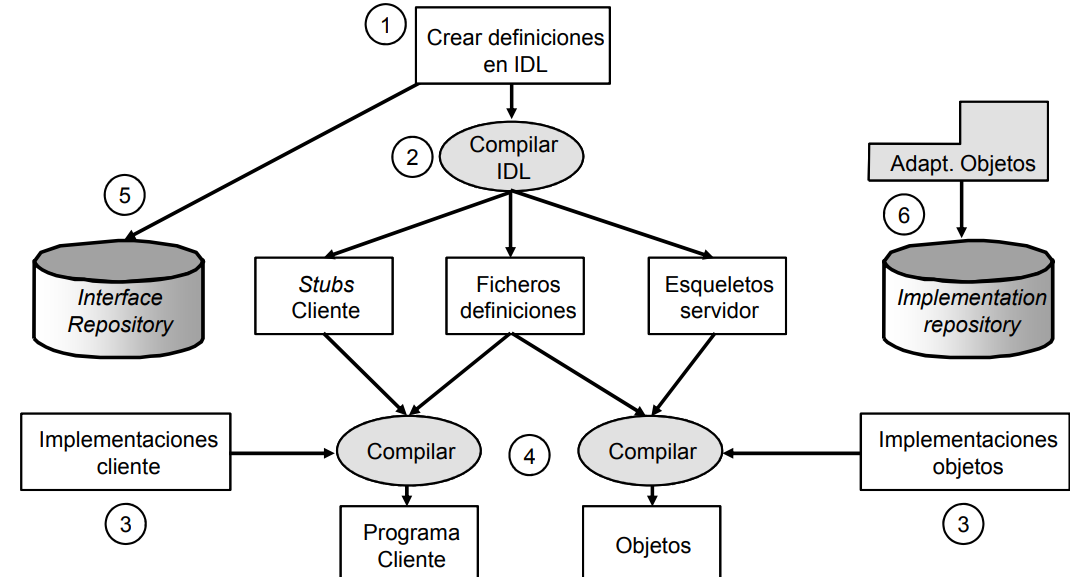 1
Crear definiciones
en IDL
2
Compilar
IDL
Adapt. Objetos
5
6
Interface
Repository
Stubs
Cliente
Ficheros
definiciones
Esqueletos
servidor
Implementation
repository
Implementaciones
cliente
Compilar
4
Compilar
Implementaciones
objetos
3
3
Programa
Cliente
Objetos